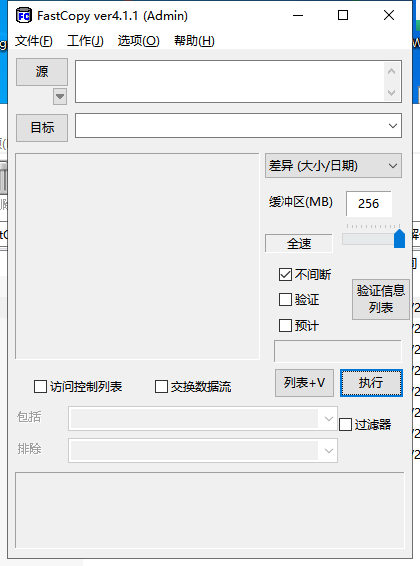 FastCopy ver4.1.1 (Admin)
文件(F) 工作(J) 选项(O) 帮助(H)
源
目标
差异 (大小/日期)
缓冲区(MB) 256
全速
不间断
验证
验证信息
列表
预计
访问控制列表 交换数据流 列表+V 执行
包括
过滤器
排除